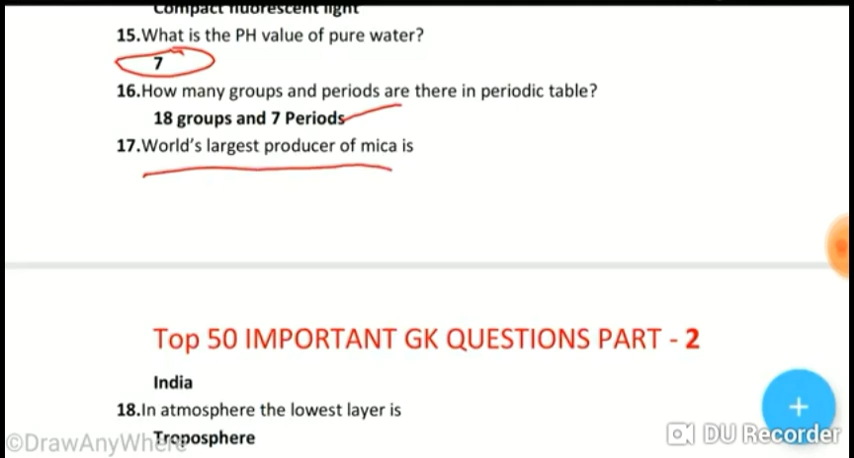 Compact fluorescent light
15.What is the PH value of pure water?
7
16.How many groups and periods are there in periodic table?
18 groups and 7 Periods
17.World's largest producer of mica is
Top 50 IMPORTANT GK QUESTIONS PART - 2
India
18.In atmosphere the lowest layer is
Troposphere
©DrawAnyWhere
DU Recorder